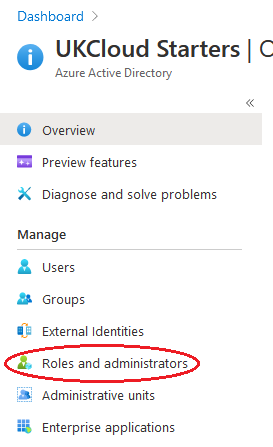 Dashboard >
UKCloud Starters |
Azure Active Directory
«
Overview
Preview features
Diagnose and solve problems
Manage
Users
Groups
External Identities
Roles and administrators
Administrative units
Enterprise applications